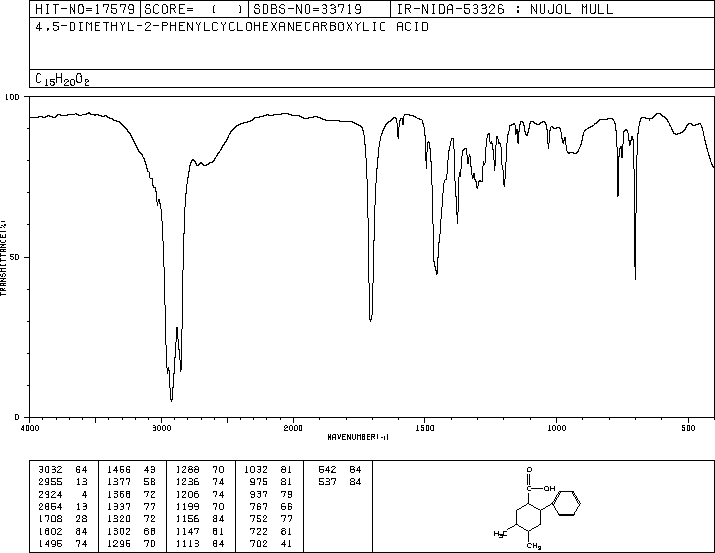 HIT-NO=17579 SCORE= ( ) SDBS-NO=33719 IR-NIDA-53326 : NUJOL MULL
4,5-DIMETHYL-2-PHENYLCYCLOHEXANECARBOXYLIC ACID
C15H20O2
100
50
0
TRANSMITTANCE(%)
4000 3000 2000 1500 1000 500
WAVENUMBER(-1)
3032 64 1456 43 1288 70 1032 81 642 84
2955 13 1377 58 1236 74 975 81 537 84
2924 4 1368 72 1206 74 937 79
2854 13 1337 77 1199 70 767 66
1708 28 1320 72 1156 84 752 77
1602 84 1302 68 1147 81 722 81
1495 74 1295 70 1113 84 702 41
O
C OH
H3C
CH3